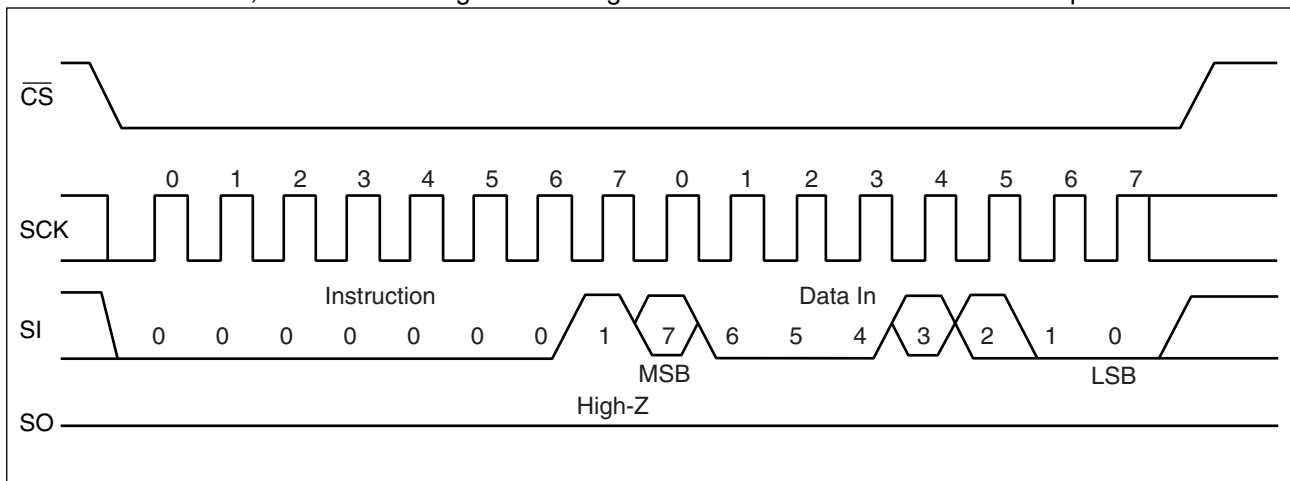 CS
0 1 2 3 4 5 6 7 0 1 2 3 4 5 6 7
SCK
Instruction Data In
SI 0 0 0 0 0 0 0 1 7 6 5 4 3 2 1 0
MSB LSB
High-Z
SO